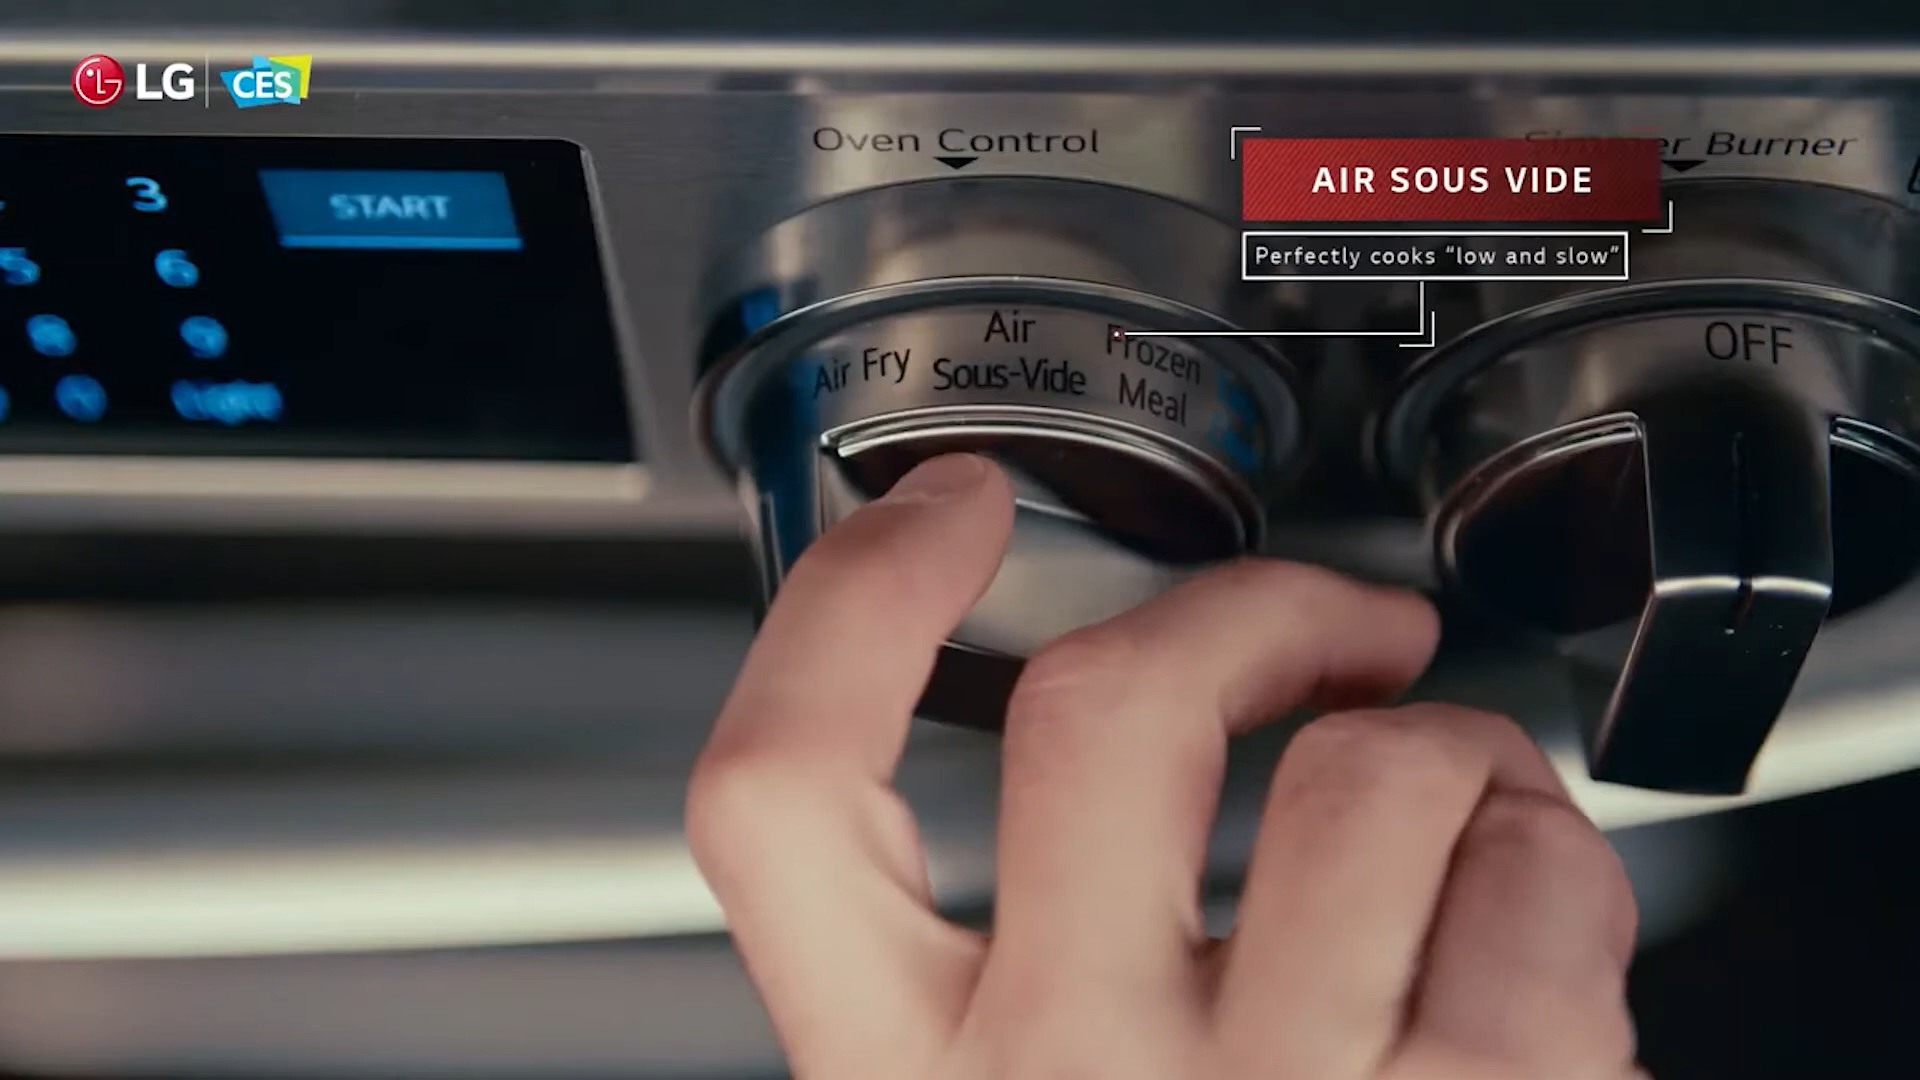 LG
CES
Oven Control
Burner
AIR SOUS VIDE
Perfectly cooks “low and slow”
3
START
5
6
Air Fry
Air
Sous-Vide
Frozen
Meal
OFF